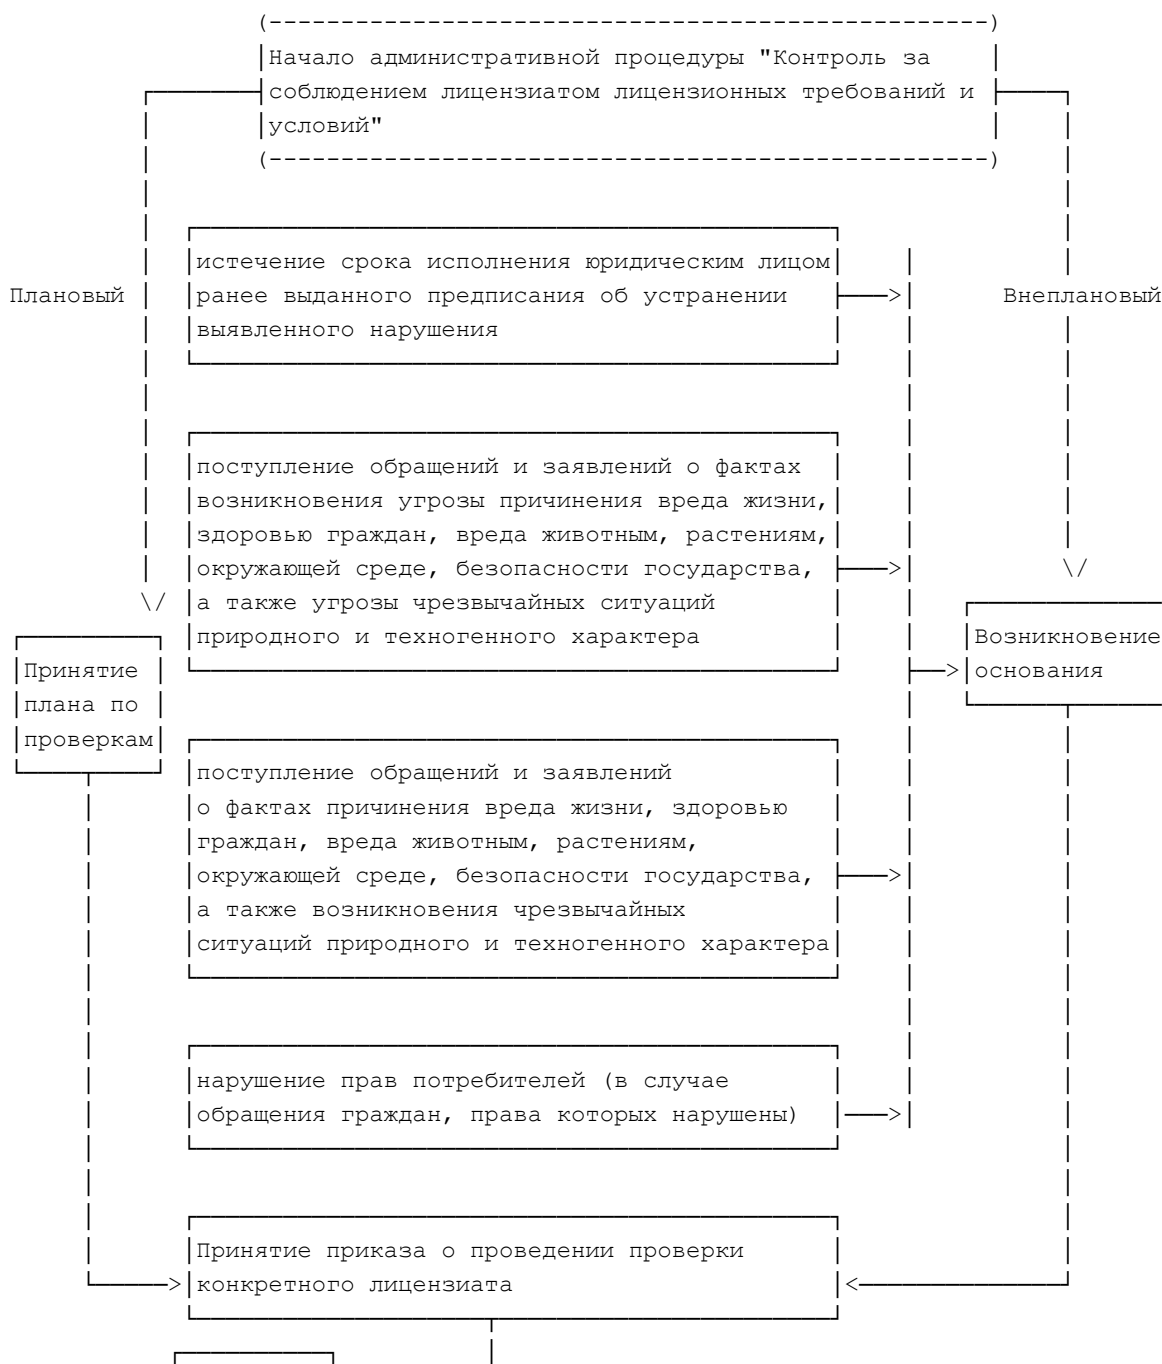 Начало административной процедуры "Контроль за
соблюдением лицензиатом лицензионных требований и
условий"
истечение срока исполнения юридическим лицом
ранее выданного предписания об устранении
выявленного нарушения
Плановый
Внеплановый
поступление обращений и заявлений о фактах
возникновения угрозы причинения вреда жизни,
здоровью граждан, вреда животным, растениям,
окружающей среде, безопасности государства,
а также угрозы чрезвычайных ситуаций
природного и техногенного характера
Возникновение
основания
Принятие
плана по
проверкам
поступление обращений и заявлений
о фактах причинения вреда жизни, здоровью
граждан, вреда животным, растениям,
окружающей среде, безопасности государства,
а также возникновения чрезвычайных
ситуаций природного и техногенного характера
нарушение прав потребителей (в случае
обращения граждан, права которых нарушены)
Принятие приказа о проведении проверки
конкретного лицензиата